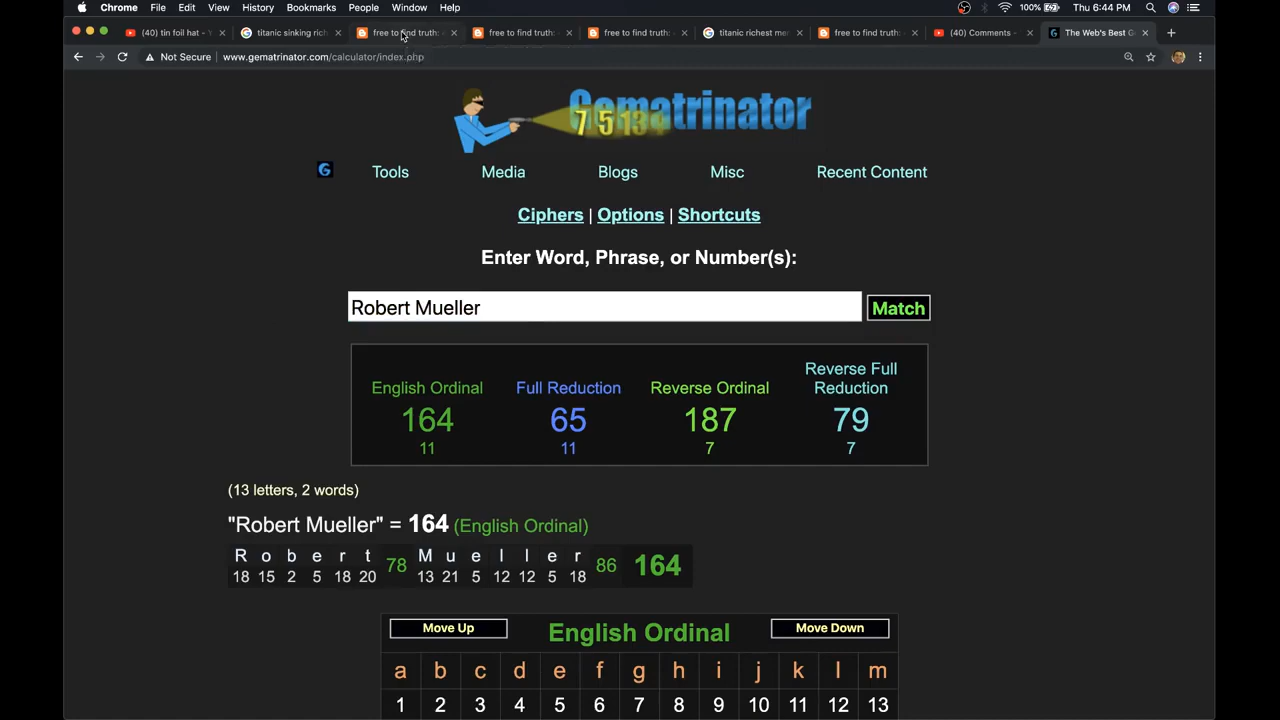 Chrome File Edit View History Bookmarks People Window Help 100% Thu 6:44 PM
(40) tin foil hat - Y titanic sinking rich free to find truth: free to find truth: free to find truth: titanic richest mer free to find truth: (40) Comments - The Web's Best G
Not Secure www.gematrinator.com/calculator/index.php
Gematrinator
7 5 13
G Tools Media Blogs Misc Recent Content
Ciphers | Options | Shortcuts
Enter Word, Phrase, or Number(s):
Robert Mueller Match
English Ordinal Full Reduction Reverse Ordinal Reverse Full Reduction
164 65 187 79
11 11 7 7
(13 letters, 2 words)
"Robert Mueller" = 164 (English Ordinal)
R o b e r t 78 M u e l l e r 86 164
18 15 2 5 18 20 13 21 5 12 12 5 18
Move Up English Ordinal Move Down
a b c d e f g h i j k l m
1 2 3 4 5 6 7 8 9 10 11 12 13